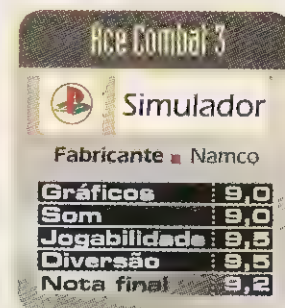 Ace Combat 3
Simulador
Fabricante ■ Namco
Gráficos 9,0
Som 9,0
Jogabilidade 9,5
Diversão 9,5
Nota final 9,2